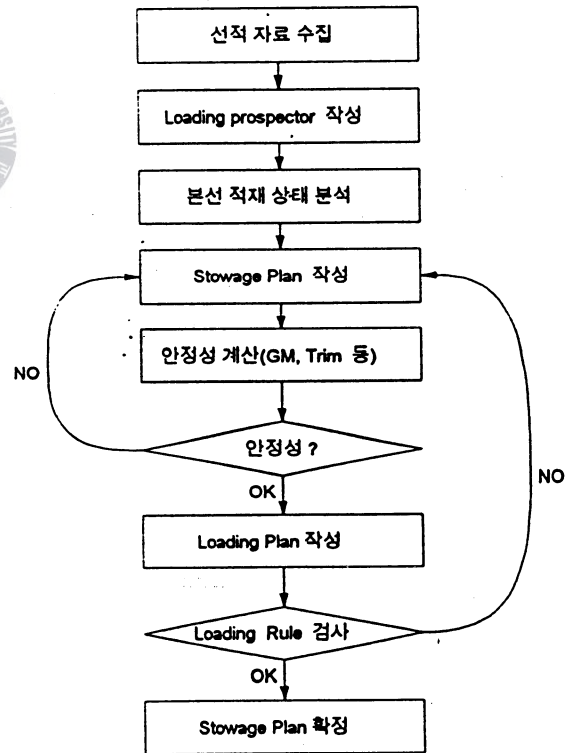 선적 자료 수집
Loading prospector 작성
본선 적재 상태 분석
Stowage Plan 작성
안정성 계산(GM, Trim 등)
NO
안정성 ?
NO
OK
Loading Plan 작성
Loading Rule 검사
OK
Stowage Plan 확정